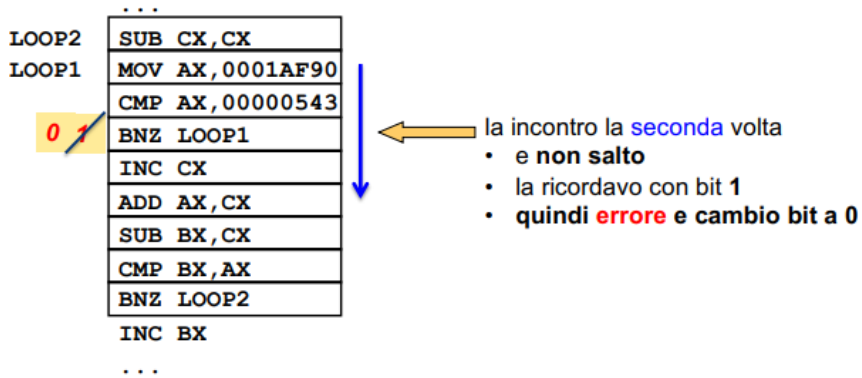 ...
LOOP2 SUB CX,CX
LOOP1 MOV AX,0001AF90
CMP AX,00000543
0 1 BNZ LOOP1
INC CX
ADD AX,CX
SUB BX,CX
CMP BX,AX
BNZ LOOP2
INC BX
...
la incontro la seconda volta
• e non salto
• la ricordavo con bit 1
• quindi errore e cambio bit a 0